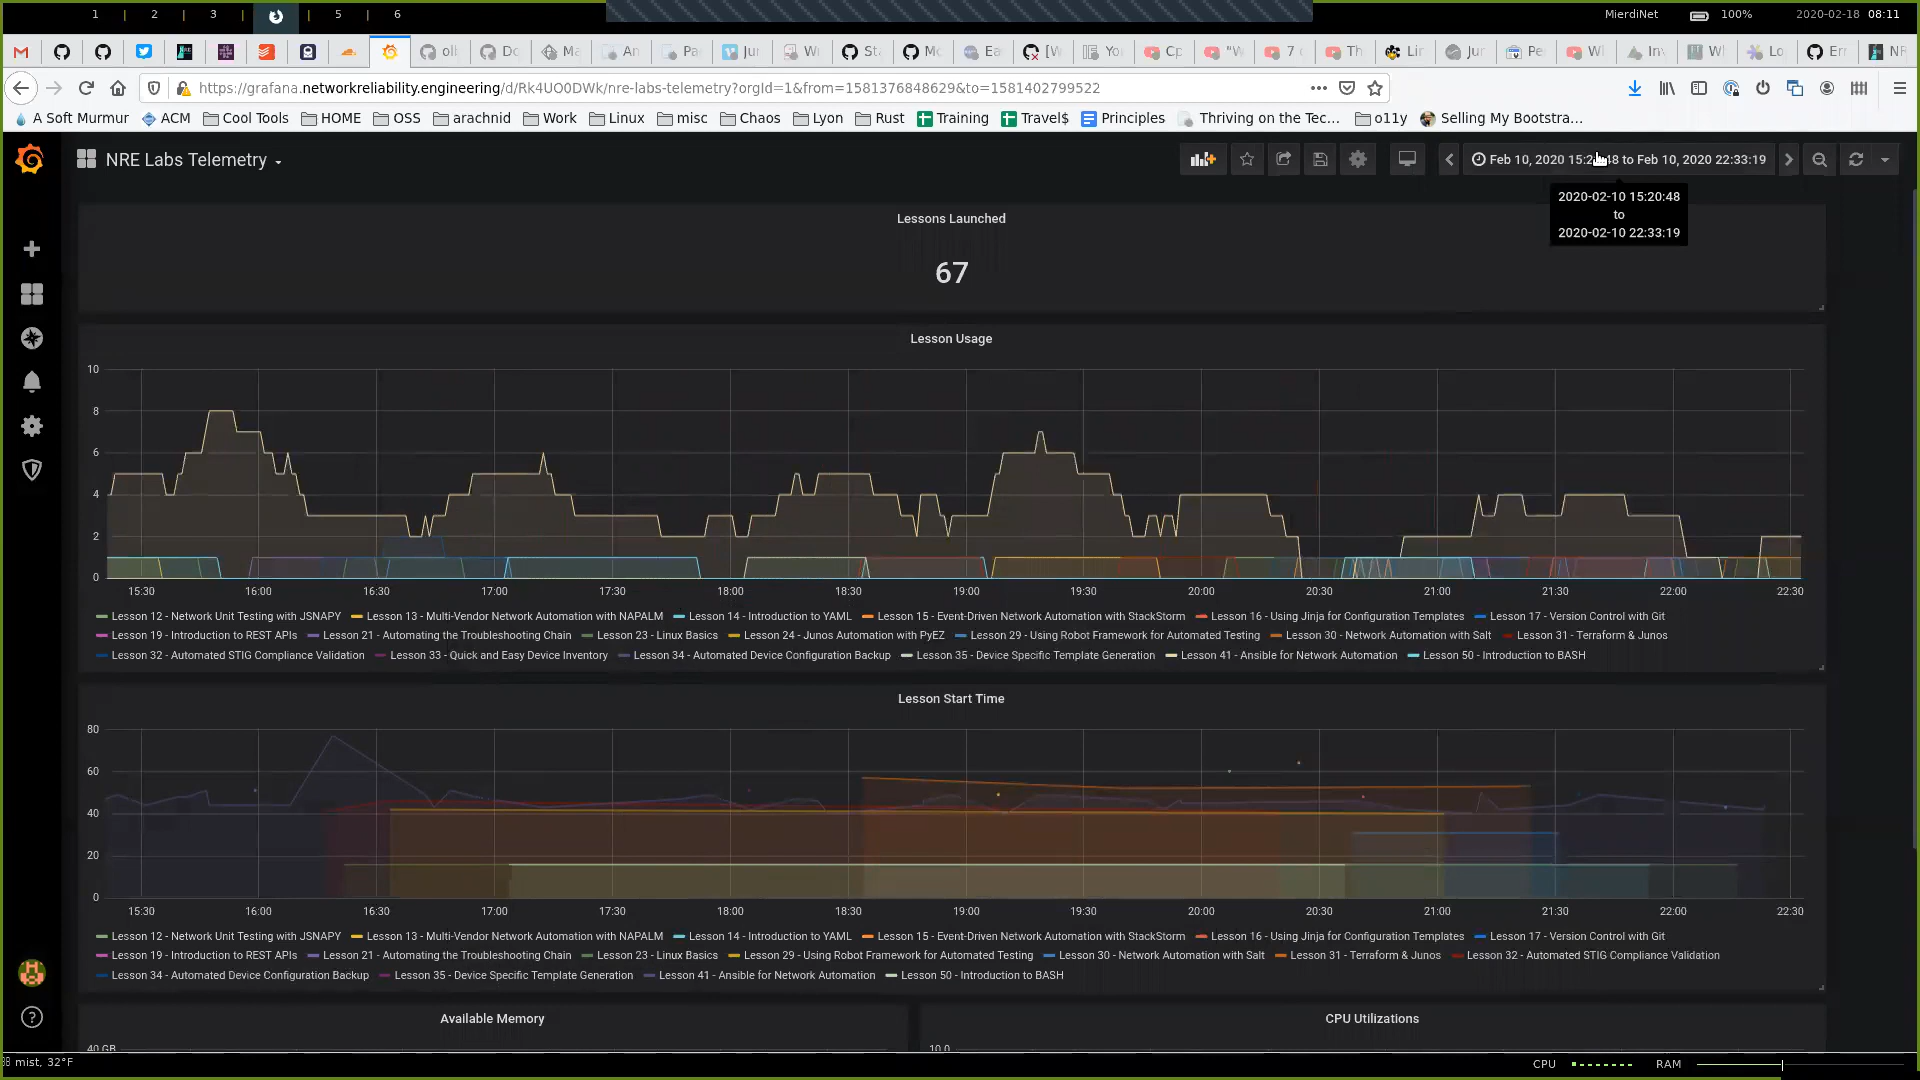 1 | 2 | 3 | | 5 | 6
MierdiNet 100% 2020-02-18 08:11
https://grafana.networkreliability.engineering/d/Rk4UO0DWk/nre-labs-telemetry?orgId=1&from=1581376848629&to=1581402799522
A Soft Murmur ACM Cool Tools HOME OSS arachnid Work Linux misc Chaos Lyon Rust Training Travel$ Principles Thriving on the Tec... o11y Selling My Bootstra...
NRE Labs Telemetry
Feb 10, 2020 15:20:48 to Feb 10, 2020 22:33:19
2020-02-10 15:20:48
to
2020-02-10 22:33:19
Lessons Launched
67
Lesson Usage
10
8
6
4
2
0
15:30 16:00 16:30 17:00 17:30 18:00 18:30 19:00 19:30 20:00 20:30 21:00 21:30 22:00 22:30
Lesson 12 - Network Unit Testing with JSNAPY Lesson 13 - Multi-Vendor Network Automation with NAPALM Lesson 14 - Introduction to YAML Lesson 15 - Event-Driven Network Automation with StackStorm Lesson 16 - Using Jinja for Configuration Templates Lesson 17 - Version Control with Git
Lesson 19 - Introduction to REST APIs Lesson 21 - Automating the Troubleshooting Chain Lesson 23 - Linux Basics Lesson 24 - Junos Automation with PyEZ Lesson 29 - Using Robot Framework for Automated Testing Lesson 30 - Network Automation with Salt Lesson 31 - Terraform & Junos
Lesson 32 - Automated STIG Compliance Validation Lesson 33 - Quick and Easy Device Inventory Lesson 34 - Automated Device Configuration Backup Lesson 35 - Device Specific Template Generation Lesson 41 - Ansible for Network Automation Lesson 50 - Introduction to BASH
Lesson Start Time
80
60
40
20
0
15:30 16:00 16:30 17:00 17:30 18:00 18:30 19:00 19:30 20:00 20:30 21:00 21:30 22:00 22:30
Lesson 12 - Network Unit Testing with JSNAPY Lesson 13 - Multi-Vendor Network Automation with NAPALM Lesson 14 - Introduction to YAML Lesson 15 - Event-Driven Network Automation with StackStorm Lesson 16 - Using Jinja for Configuration Templates Lesson 17 - Version Control with Git
Lesson 19 - Introduction to REST APIs Lesson 21 - Automating the Troubleshooting Chain Lesson 23 - Linux Basics Lesson 29 - Using Robot Framework for Automated Testing Lesson 30 - Network Automation with Salt Lesson 31 - Terraform & Junos Lesson 32 - Automated STIG Compliance Validation
Lesson 34 - Automated Device Configuration Backup Lesson 35 - Device Specific Template Generation Lesson 41 - Ansible for Network Automation Lesson 50 - Introduction to BASH
Available Memory CPU Utilizations
40 GB 10.0
mist, 32°F CPU RAM